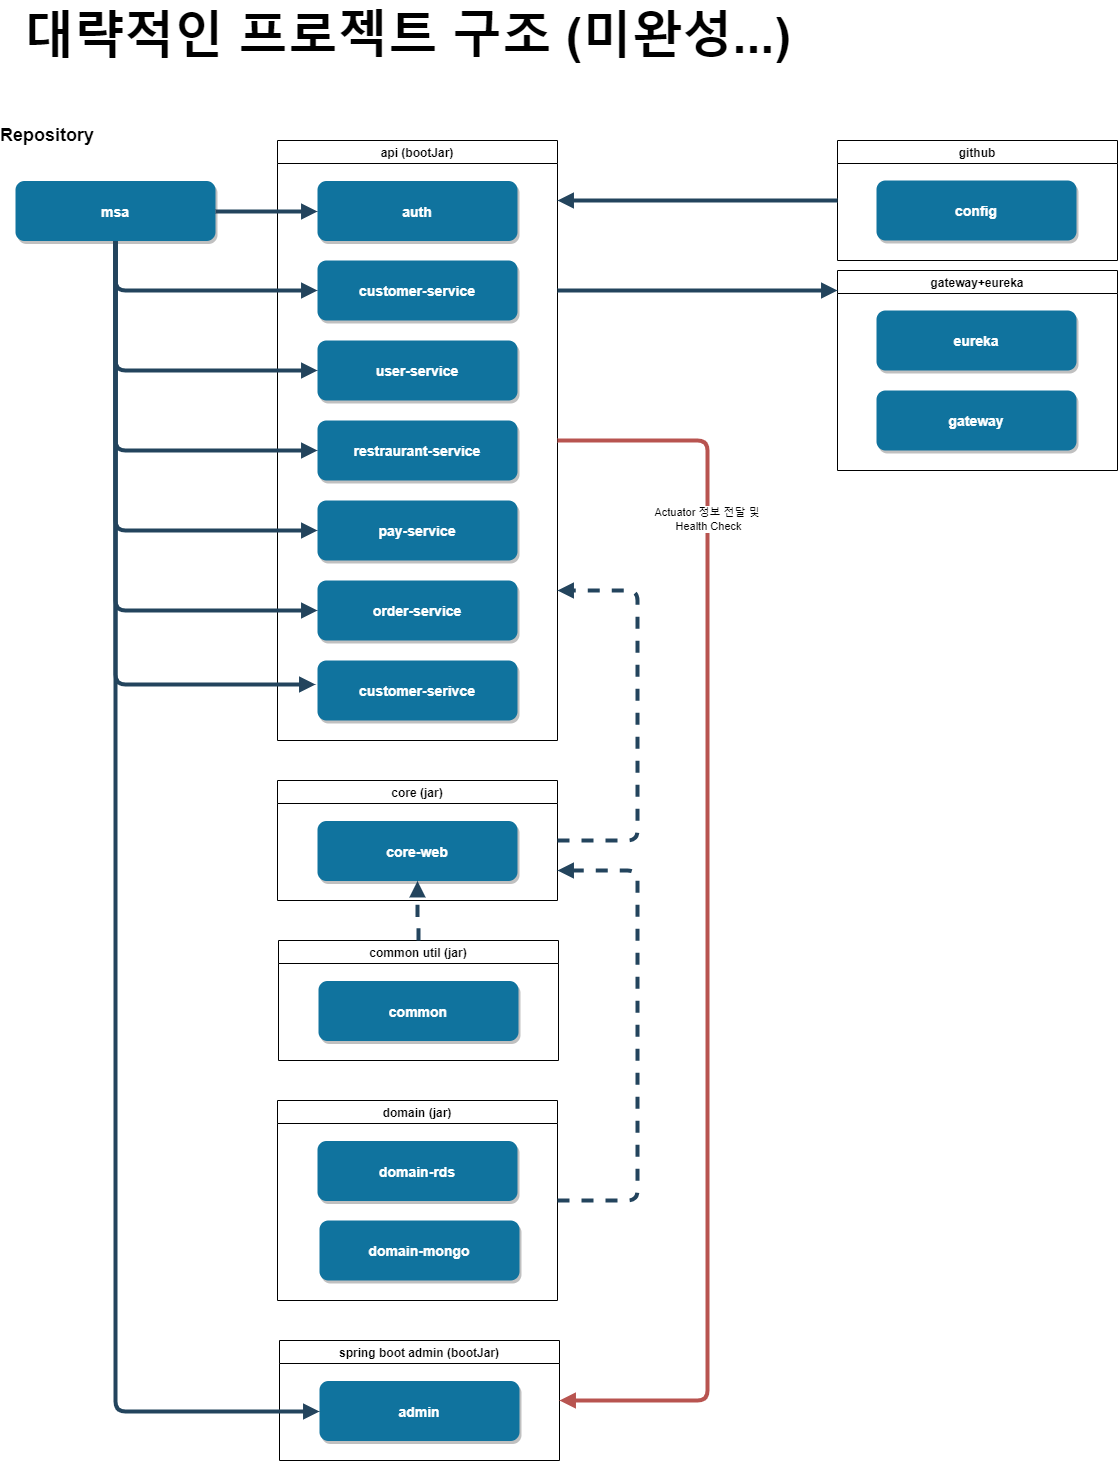 대략적인 프로젝트 구조 (미완성...)
Repository
msa
api (bootJar)
auth
customer-service
user-service
restraurant-service
pay-service
order-service
customer-serivce
github
config
gateway+eureka
eureka
gateway
Actuator 정보 전달 및
Health Check
core (jar)
core-web
common util (jar)
common
domain (jar)
domain-rds
domain-mongo
spring boot admin (bootJar)
admin